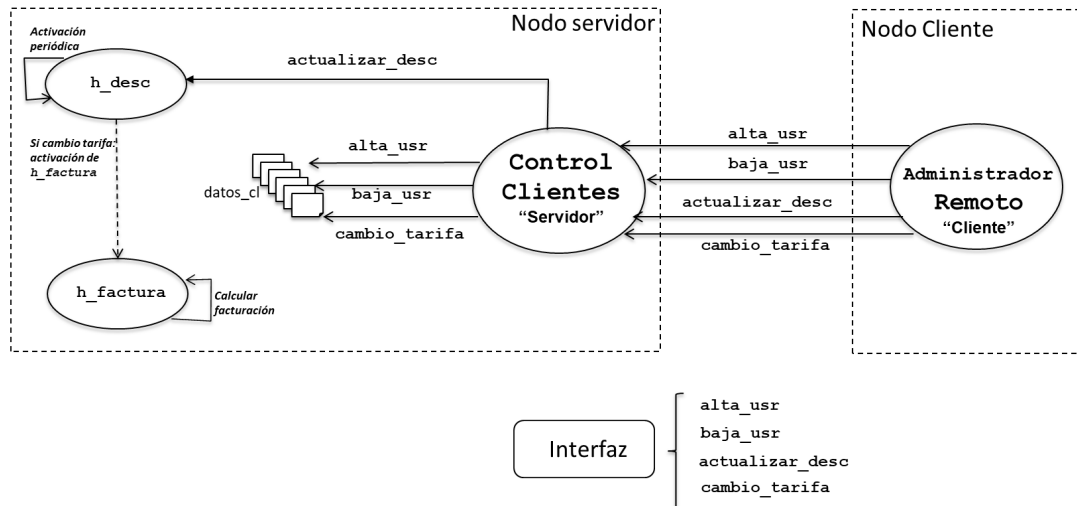 Nodo servidor
Nodo Cliente
Activación
periódica
h_desc
actualizar_desc
Si cambio tarifa:
activación de
h_factura
alta_usr
datos_cl
baja_usr
cambio_tarifa
Control
Clientes
“Servidor”
alta_usr
baja_usr
actualizar_desc
cambio_tarifa
Administrador
Remoto
“Cliente”
h_factura
Calcular
facturación
Interfaz
alta_usr
baja_usr
actualizar_desc
cambio_tarifa